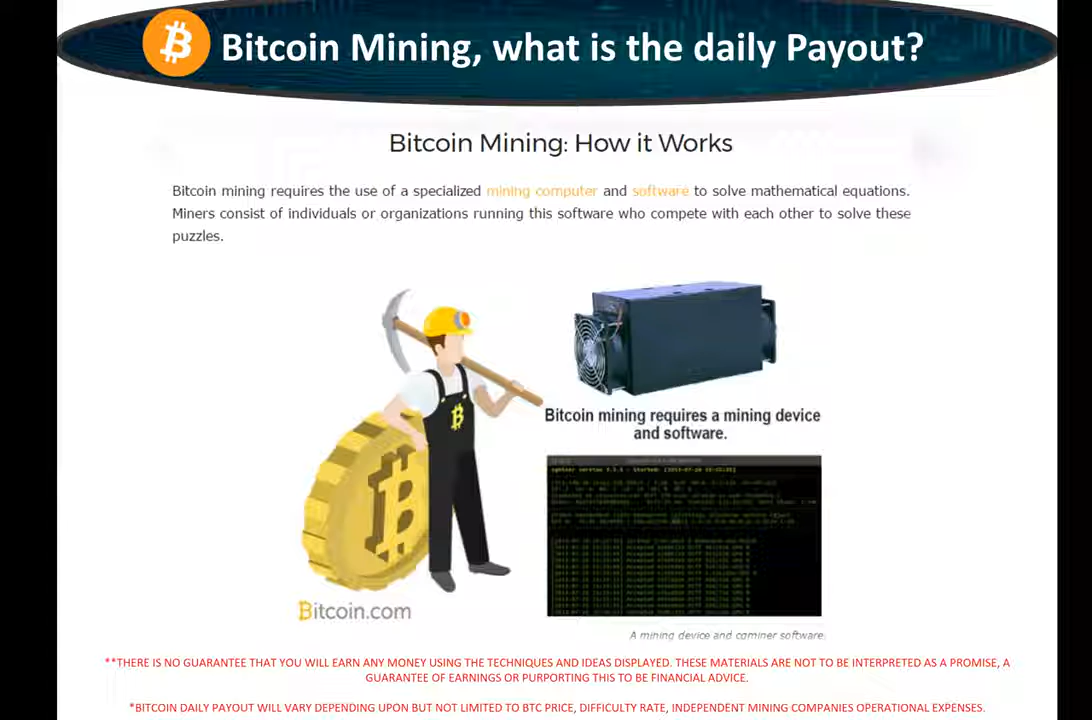 Bitcoin Mining, what is the daily Payout?
Bitcoin Mining: How it Works
Bitcoin mining requires the use of a specialized mining computer and software to solve mathematical equations.
Miners consist of individuals or organizations running this software who compete with each other to solve these
puzzles.
Bitcoin mining requires a mining device
and software.
Bitcoin.com
A mining device and cgminer software.
**THERE IS NO GUARANTEE THAT YOU WILL EARN ANY MONEY USING THE TECHNIQUES AND IDEAS DISPLAYED. THESE MATERIALS ARE NOT TO BE INTERPRETED AS A PROMISE, A
GUARANTEE OF EARNINGS OR PURPORTING THIS TO BE FINANCIAL ADVICE.
*BITCOIN DAILY PAYOUT WILL VARY DEPENDING UPON BUT NOT LIMITED TO BTC PRICE, DIFFICULTY RATE, INDEPENDENT MINING COMPANIES OPERATIONAL EXPENSES.